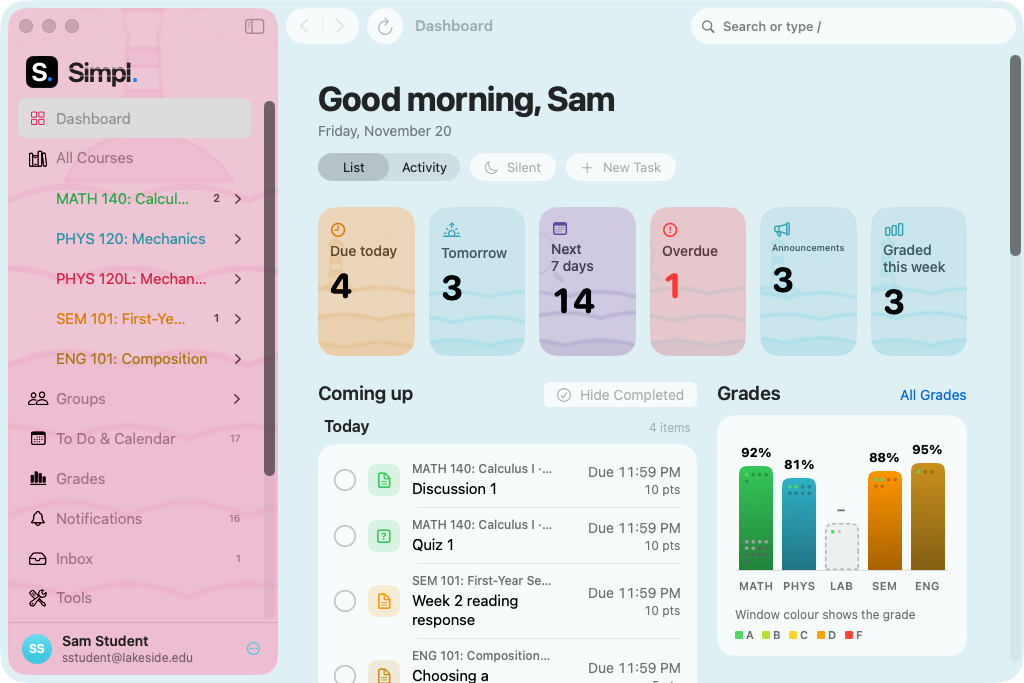 Simpl.
S.
Dashboard
All Courses
MATH 140: Calcul... 2
PHYS 120: Mechanics
PHYS 120L: Mechan...
SEM 101: First-Ye... 1
ENG 101: Composition
Groups
To Do & Calendar 17
Grades
Notifications 16
Inbox 1
Tools
SS
Sam Student
sstudent@lakeside.edu
Dashboard
Search or type /
Good morning, Sam
Friday, November 20
List Activity Silent + New Task
Due today
4
Tomorrow
3
Next
7 days
14
Overdue
1
Announcements
3
Graded
this week
3
Coming up
Hide Completed
Today
4 items
MATH 140: Calculus I ·...
Discussion 1
Due 11:59 PM
10 pts
MATH 140: Calculus I ·...
Quiz 1
Due 11:59 PM
10 pts
SEM 101: First-Year Se...
Week 2 reading
response
Due 11:59 PM
10 pts
ENG 101: Composition...
Choosing a
Due 11:59 PM
Grades
All Grades
92% 81% – 88% 95%
MATH PHYS LAB SEM ENG
Window colour shows the grade
A B C D F